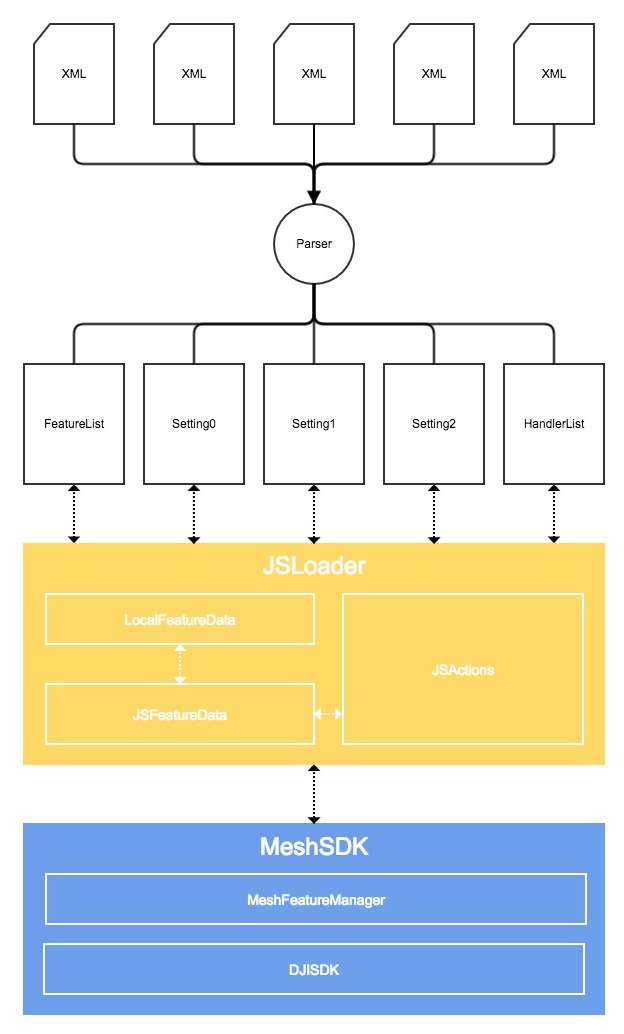 XML
XML
XML
XML
XML
Parser
FeatureList
Setting0
Setting1
Setting2
HandlerList
JSLoader
LocalFeatureData
JSActions
JSFeatureData
MeshSDK
MeshFeatureManager
DJISDK